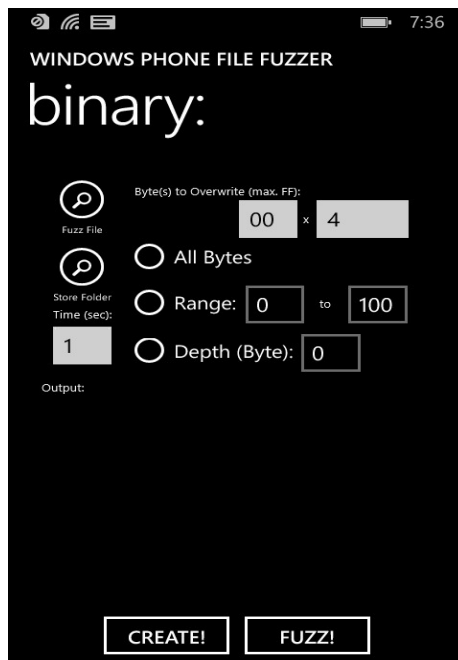 7:36
WINDOWS PHONE FILE FUZZER
binary:
Byte(s) to Overwrite (max. FF):
Fuzz File
00 x 4
All Bytes
Store Folder
Range: 0 to 100
Time (sec):
1
Depth (Byte): 0
Output:
CREATE! FUZZ!